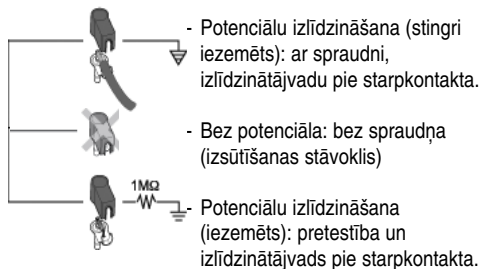 - Potenciālu izlīdzināšana (stingri
iezemēts): ar spraudni,
izlīdzinātājvadu pie starpkontakta.
- Bez potenciāla: bez spraudņa
(izsūtīšanas stāvoklis)
1MΩ
- Potenciālu izlīdzināšana
(iezemēts): pretestība un
izlīdzinātājvads pie starpkontakta.